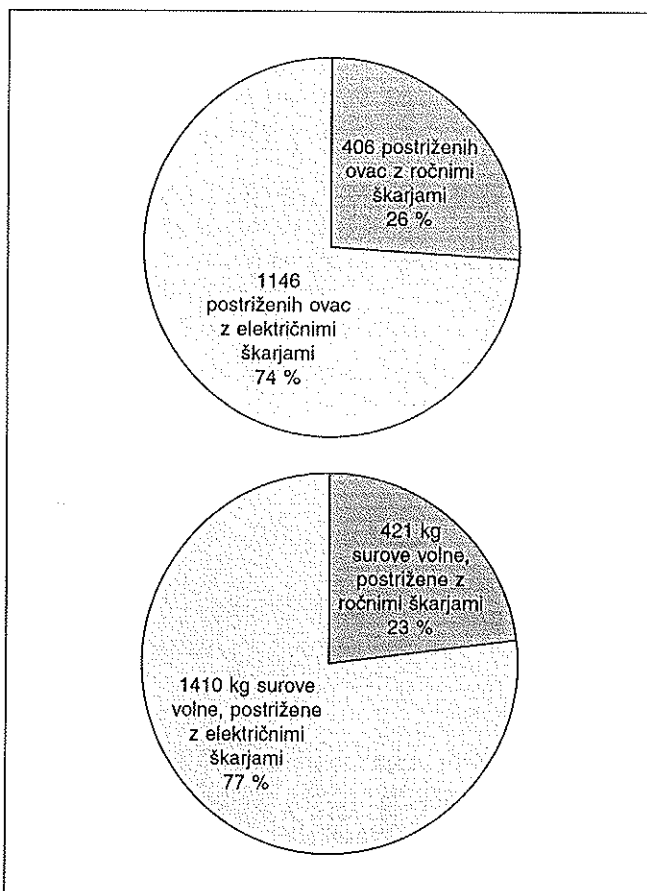 406 postriženih
ovac z ročnimi
škarjami
26 %
1146
postriženih ovac
z električnimi
škarjami
74 %
421 kg
surove volne,
postrižene z
ročnimi škarjami
23 %
1410 kg surove
volne, postrižene
z električnimi
škarjami
77 %